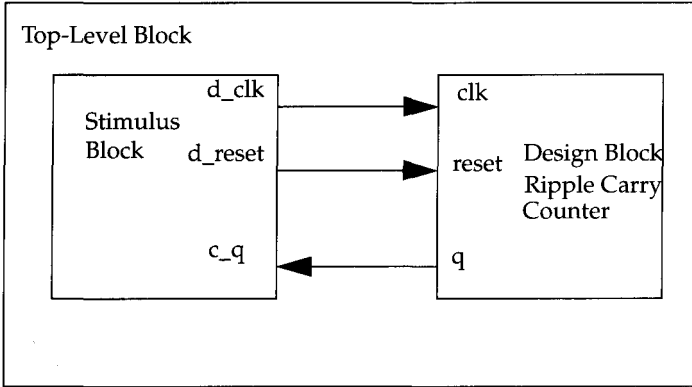 Top-Level Block
d_clk
Stimulus
Block
d_reset
c_q
clk
reset
Design Block
Ripple Carry
Counter
q